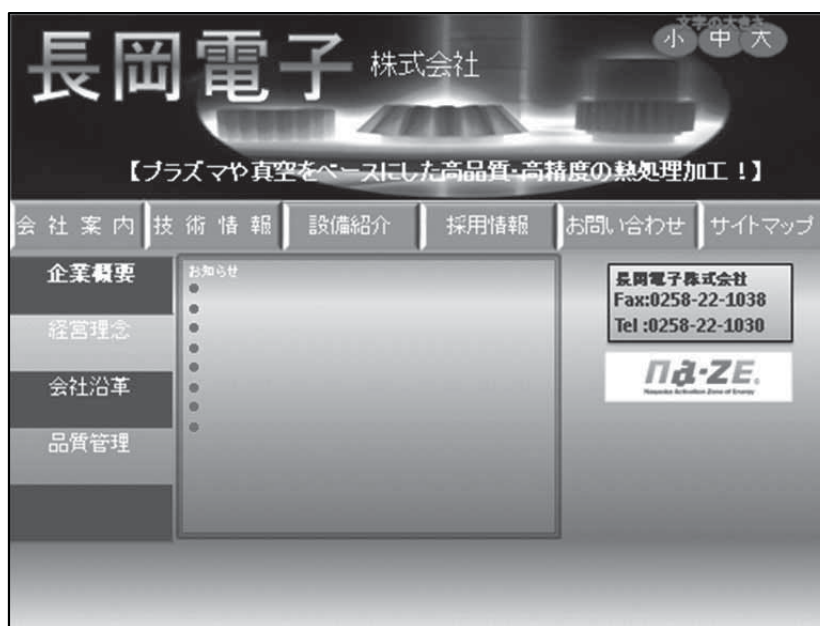 文字の大きさ
小 中 大
長岡電子 株式会社
【プラズマや真空をベースにした高品質・高精度の熱処理加工！】
会社案内 技術情報 設備紹介 採用情報 お問い合わせ サイトマップ
企業概要
経営理念
会社沿革
品質管理
お知らせ
長岡電子株式会社
Fax:0258-22-1038
Tel :0258-22-1030
na-ZE.
Nagaoka Activation Zone of Energy